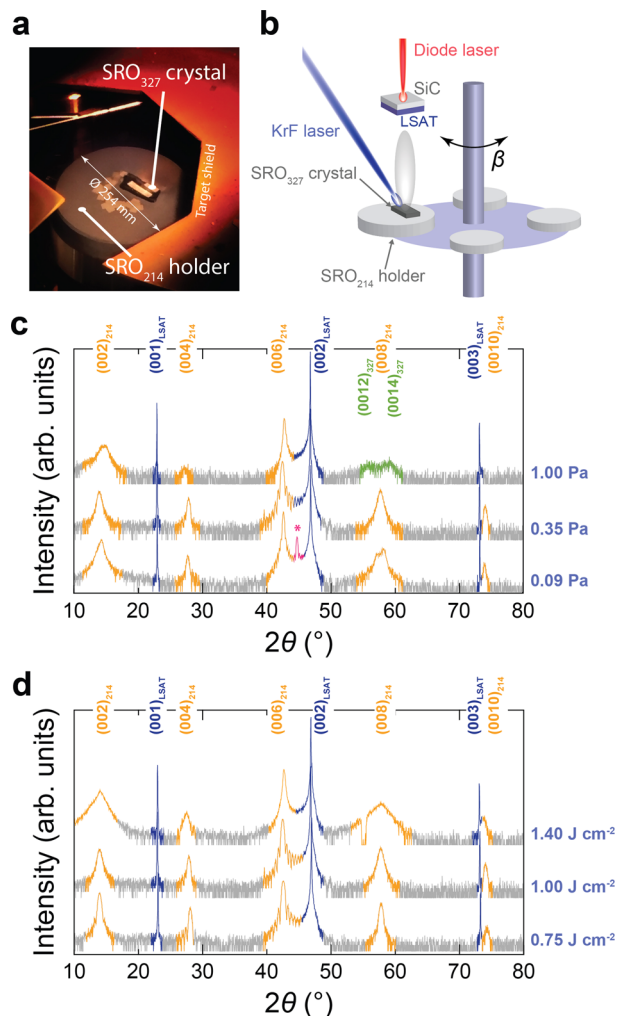 a
SRO327 crystal
Ø 254 mm
Target shield
SRO214 holder
b
Diode laser
SiC
LSAT
KrF laser
SRO327 crystal
β
SRO214 holder
c
(002)214
(001)LSAT
(004)214
(006)214
(002)LSAT
(0012)327
(008)214
(0014)327
(003)LSAT
(0010)214
Intensity (arb. units)
1.00 Pa
0.35 Pa
*
0.09 Pa
10 20 30 40 50 60 70 80
2θ (°)
d
(002)214
(001)LSAT
(004)214
(006)214
(002)LSAT
(008)214
(003)LSAT
(0010)214
Intensity (arb. units)
1.40 J cm-2
1.00 J cm-2
0.75 J cm-2
10 20 30 40 50 60 70 80
2θ (°)